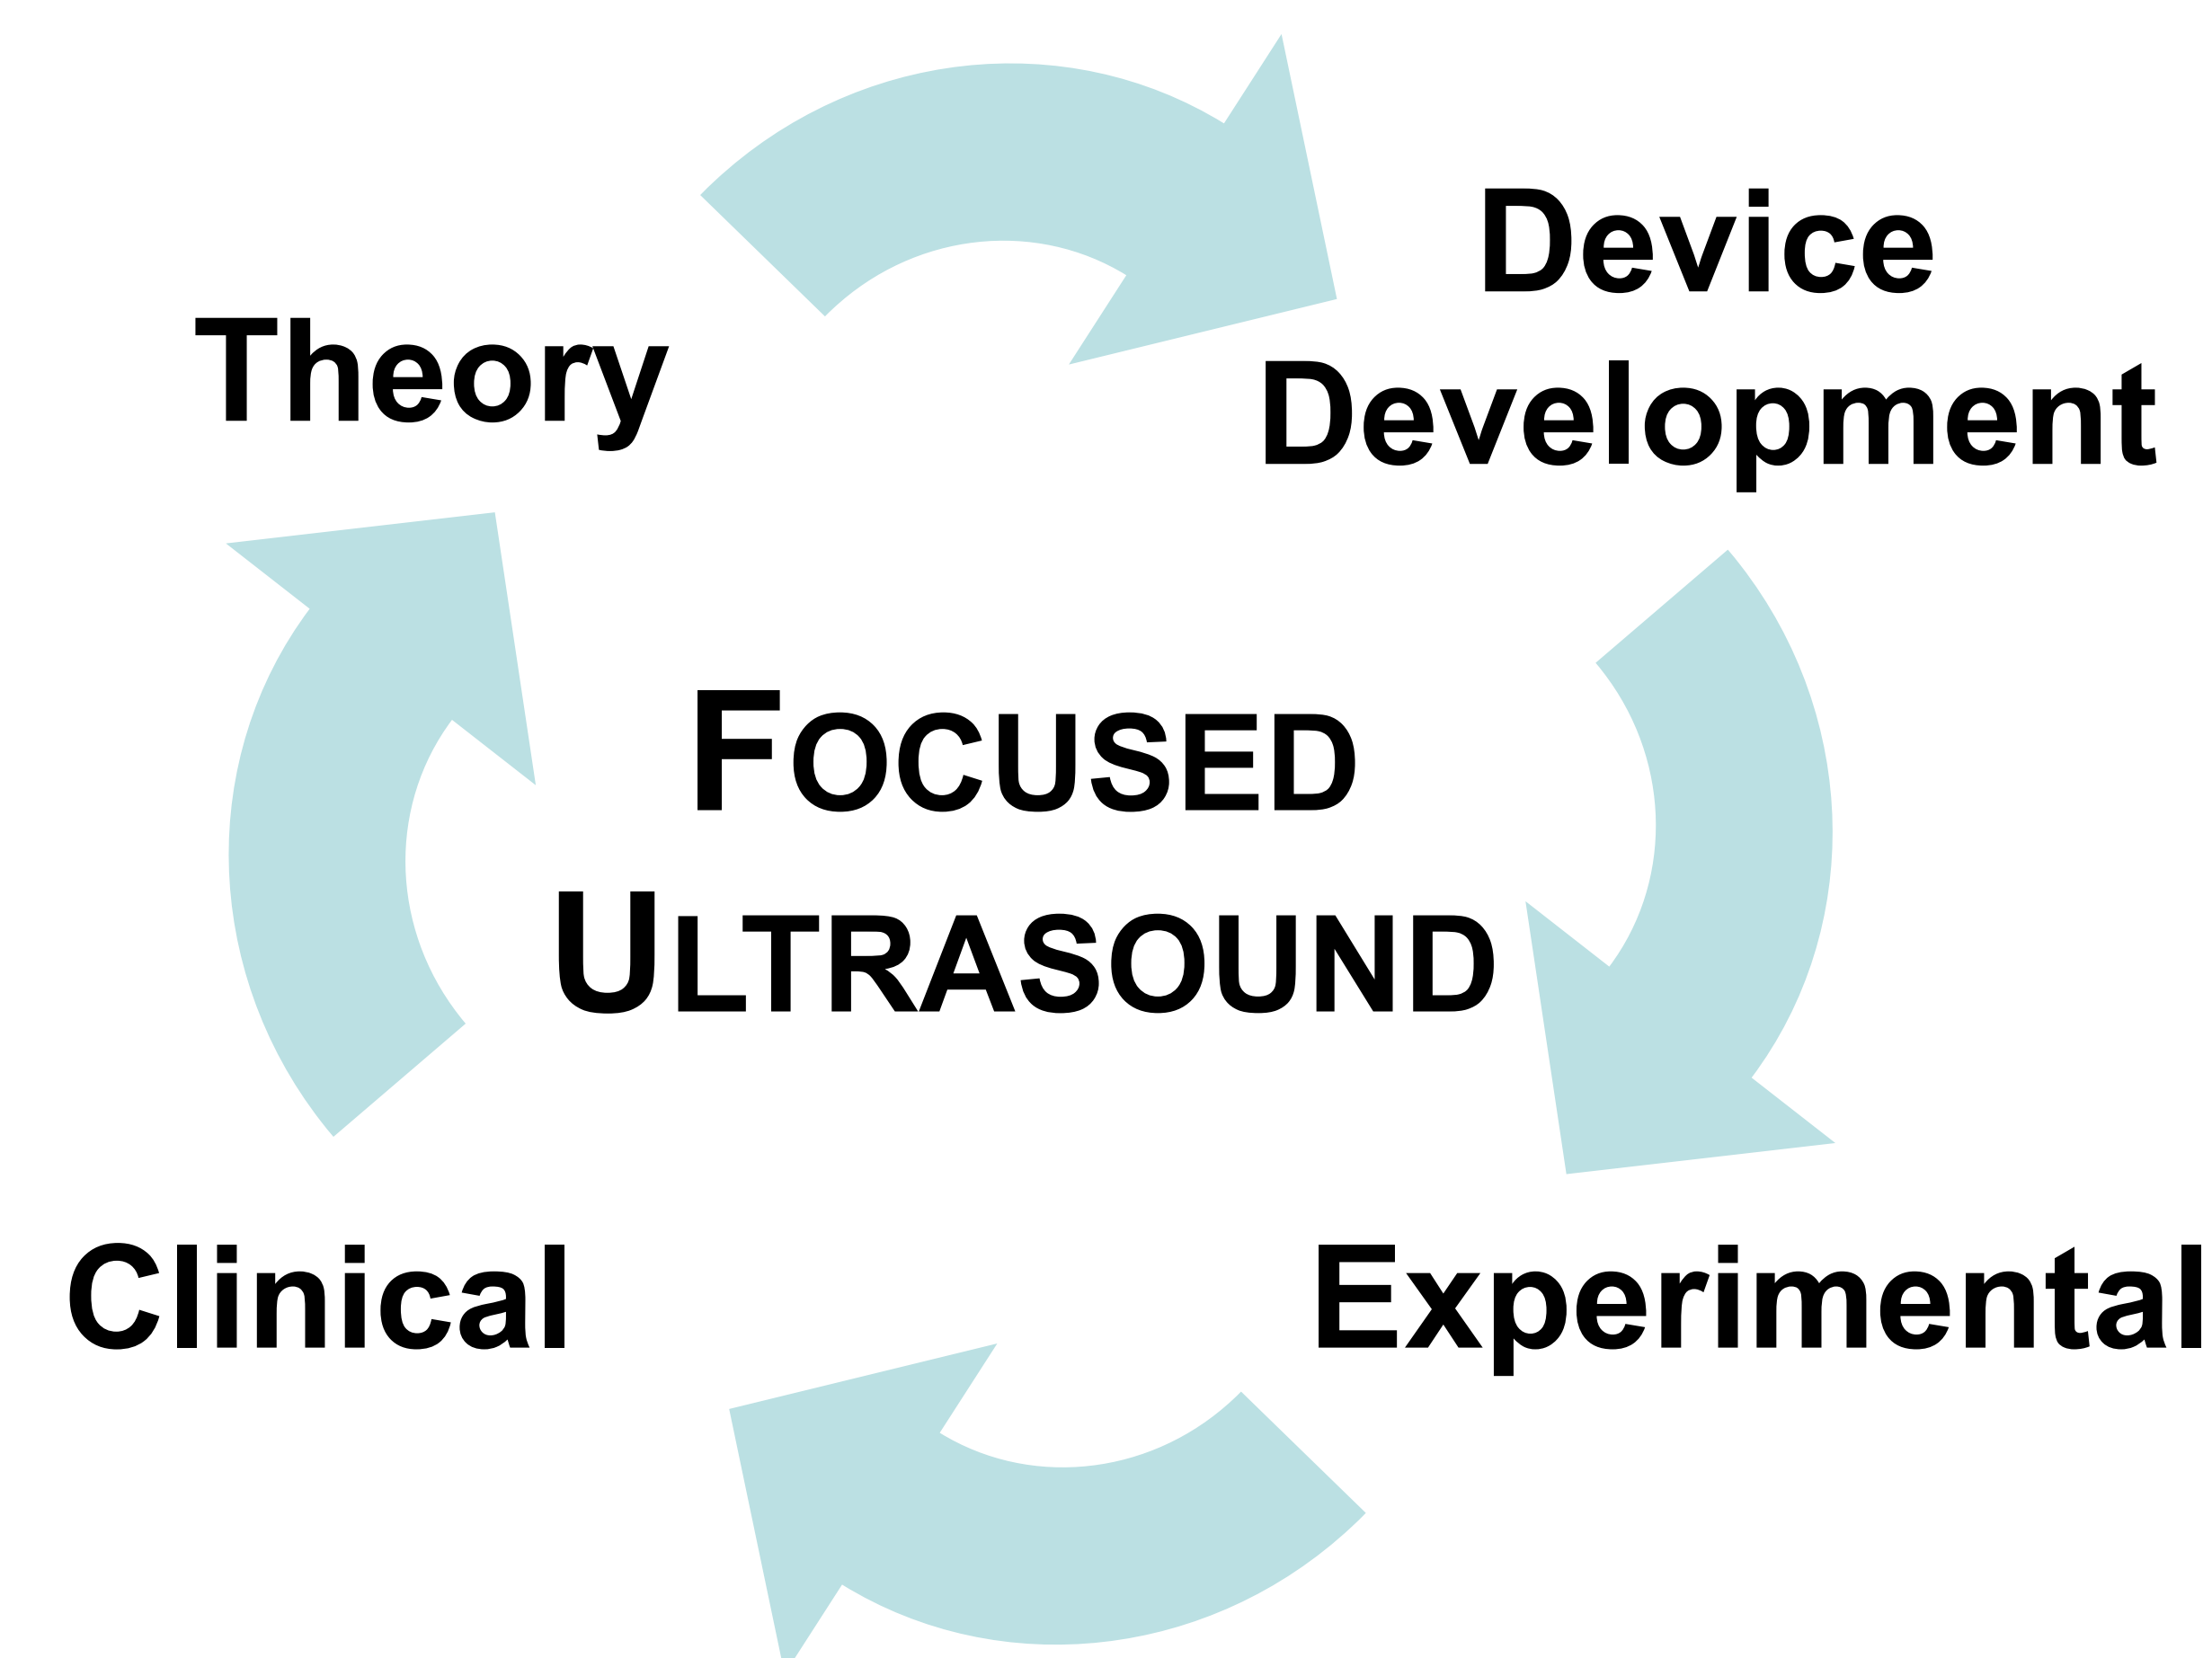 Device
Development
Theory
FOCUSED
ULTRASOUND
Clinical
Experimental